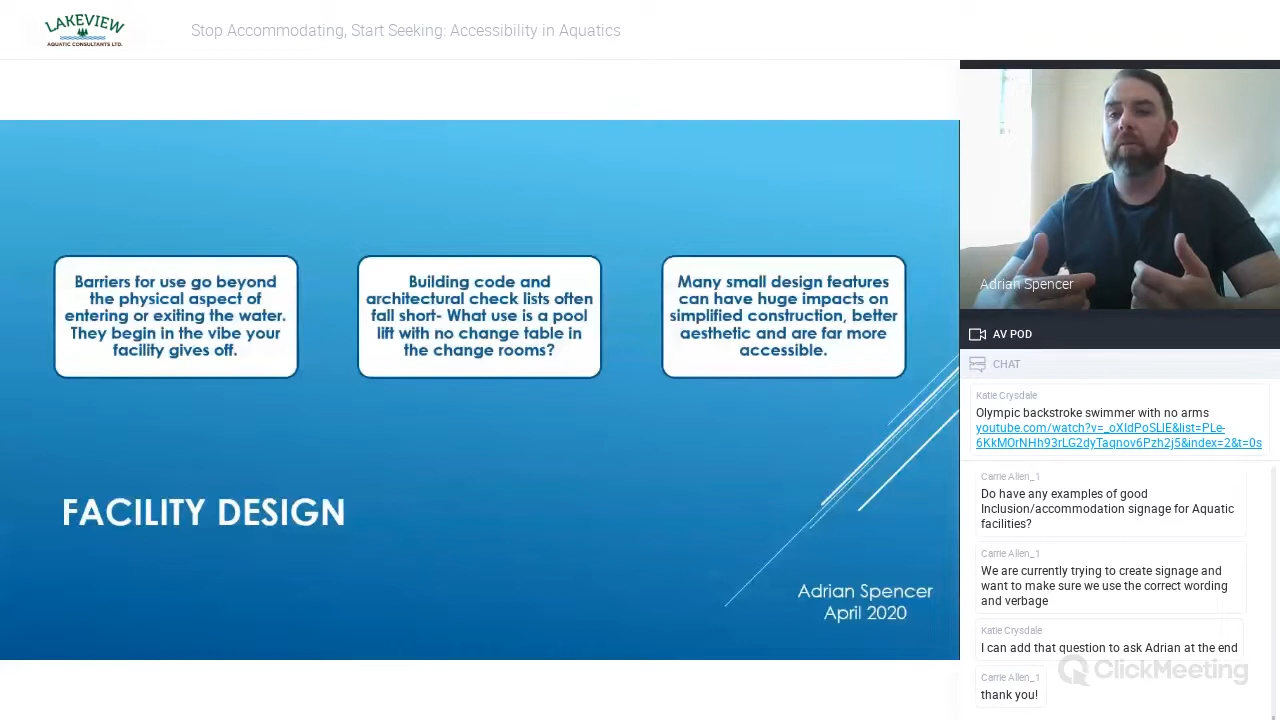 LAKEVIEW
AQUATIC CONSULTANTS LTD.
Stop Accommodating, Start Seeking: Accessibility in Aquatics
Barriers for use go beyond
the physical aspect of
entering or exiting the water.
They begin in the vibe your
facility gives off.
Building code and
architectural check lists often
fall short- What use is a pool
lift with no change table in
the change rooms?
Many small design features
can have huge impacts on
simplified construction, better
aesthetic and are far more
accessible.
FACILITY DESIGN
Adrian Spencer
April 2020
Adrian Spencer
AV POD
CHAT
Katie Crysdale
Olympic backstroke swimmer with no arms
youtube.com/watch?v=_oXIdPoSLIE&list=PLe-
6KkMOrNHh93rLG2dyTaqnov6Pzh2j5&index=2&t=0s
Carrie Allen_1
Do have any examples of good
Inclusion/accommodation signage for Aquatic
facilities?
Carrie Allen_1
We are currently trying to create signage and
want to make sure we use the correct wording
and verbage
Katie Crysdale
I can add that question to ask Adrian at the end
ClickMeeting
Carrie Allen_1
thank you!